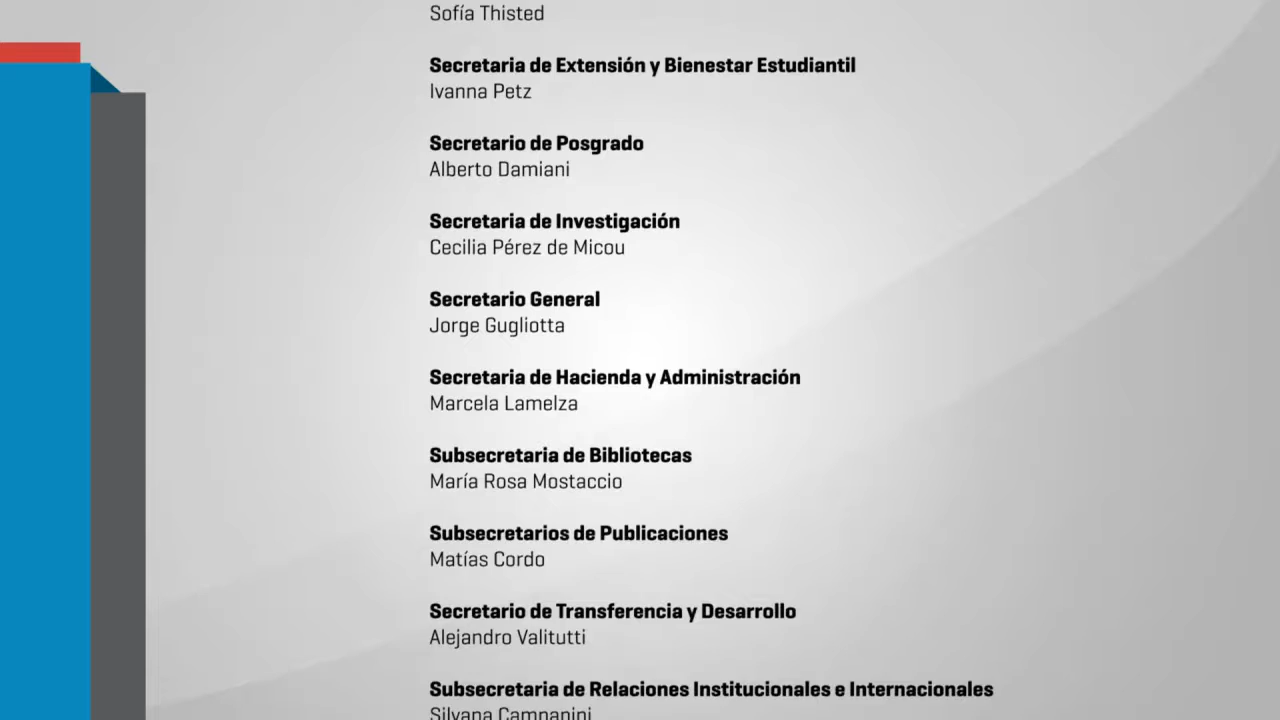 Sofía Thisted
Secretaria de Extensión y Bienestar Estudiantil
Ivanna Petz
Secretario de Posgrado
Alberto Damiani
Secretaria de Investigación
Cecilia Pérez de Micou
Secretario General
Jorge Gugliotta
Secretaria de Hacienda y Administración
Marcela Lamelza
Subsecretaria de Bibliotecas
María Rosa Mostaccio
Subsecretarios de Publicaciones
Matías Cordo
Secretario de Transferencia y Desarrollo
Alejandro Valitutti
Subsecretaria de Relaciones Institucionales e Internacionales
Silvana Campanini